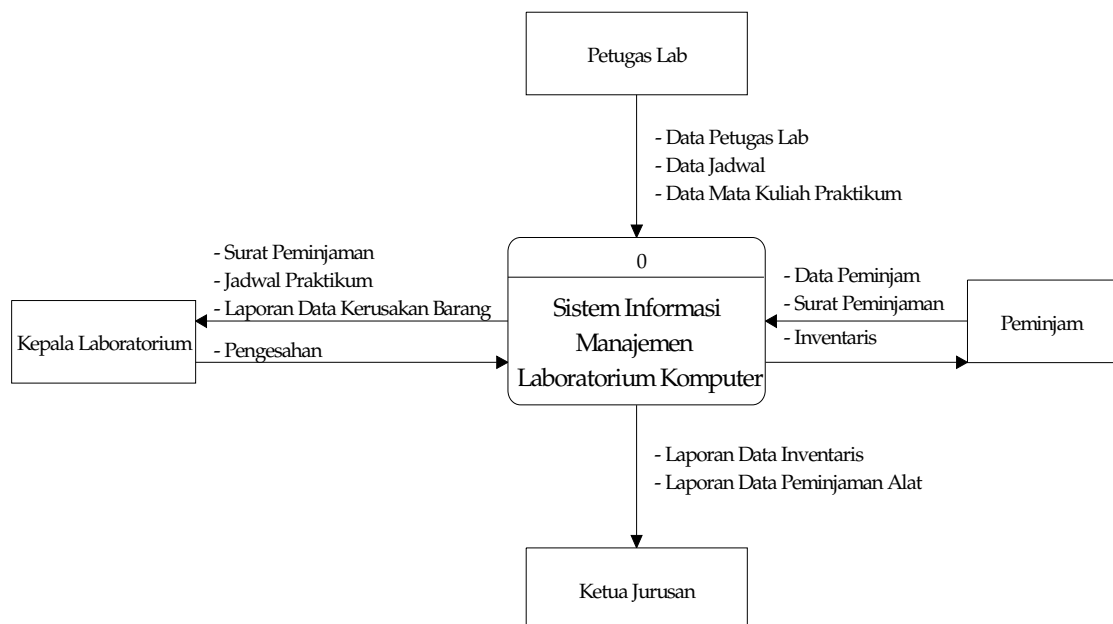 Petugas Lab
- Data Petugas Lab
- Data Jadwal
- Data Mata Kuliah Praktikum
- Surat Peminjaman
- Jadwal Praktikum
- Laporan Data Kerusakan Barang
Kepala Laboratorium
- Pengesahan
0
Sistem Informasi
Manajemen
Laboratorium Komputer
- Data Peminjam
- Surat Peminjaman
- Inventaris
Peminjam
- Laporan Data Inventaris
- Laporan Data Peminjaman Alat
Ketua Jurusan